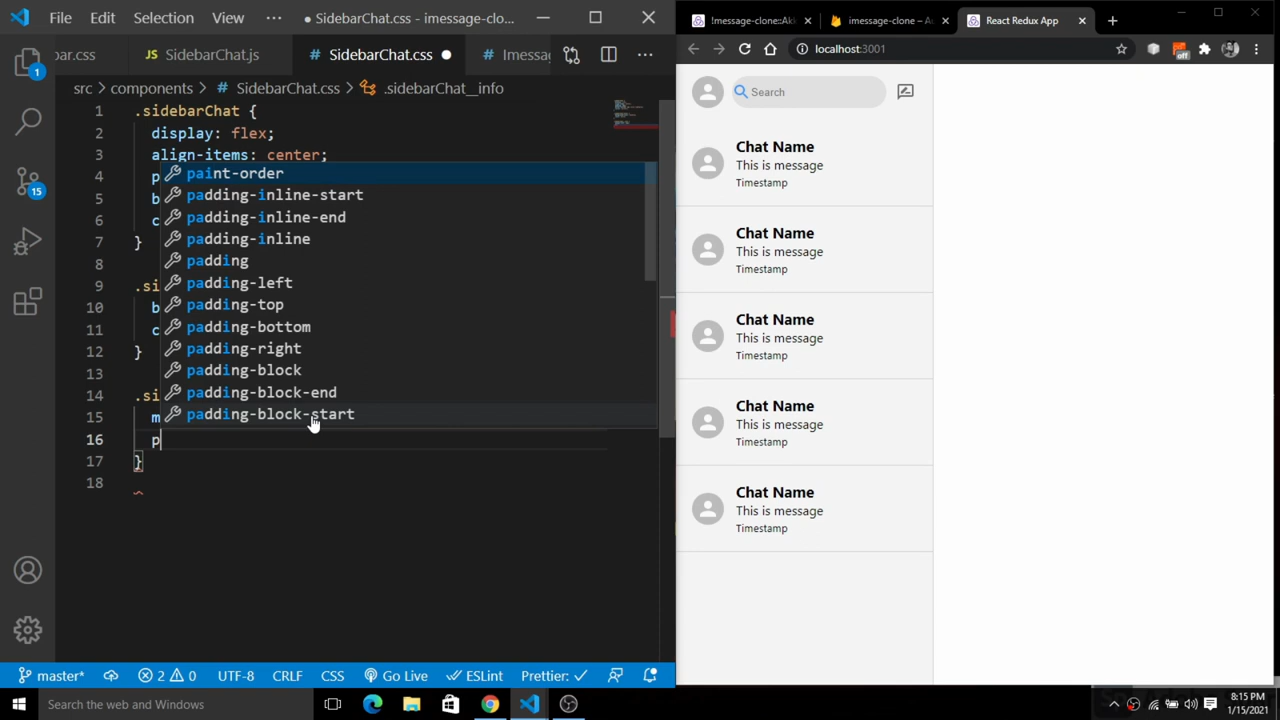 File Edit Selection View ··· ● SidebarChat.css - imessage-clo...
bar.css JS SidebarChat.js # SidebarChat.css ● # Imessa
src > components > # SidebarChat.css > .sidebarChat__info
1 .sidebarChat {
2 display: flex;
3 align-items: center;
4 p
5 b
6 c
7 }
8
9 .si
10 b
11 c
12 }
13
14 .si
15 m
16 p
17 }
18
paint-order
padding-inline-start
padding-inline-end
padding-inline
padding
padding-left
padding-top
padding-bottom
padding-right
padding-block
padding-block-end
padding-block-start
1
15
master* 2 0 UTF-8 CRLF CSS Go Live ESLint Prettier: ✓
!message-clone::Akk imessage-clone – Au React Redux App
localhost:3001
off
Search
Chat Name
This is message
Timestamp
Chat Name
This is message
Timestamp
Chat Name
This is message
Timestamp
Chat Name
This is message
Timestamp
Chat Name
This is message
Timestamp
Search the web and Windows
8:15 PM
1/15/2021